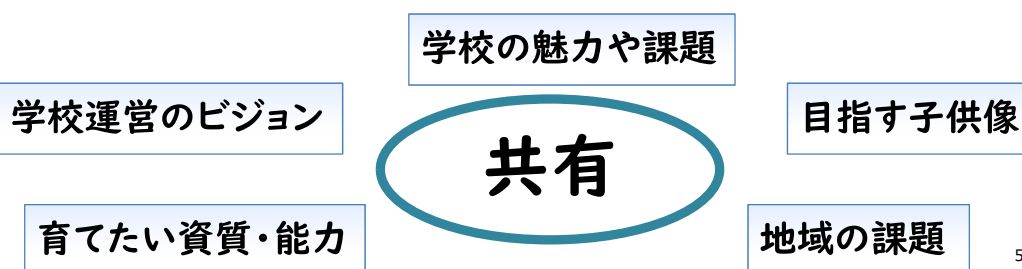 学校の魅力や課題
学校運営のビジョン
目指す子供像
共有
育てたい資質・能力
地域の課題
5